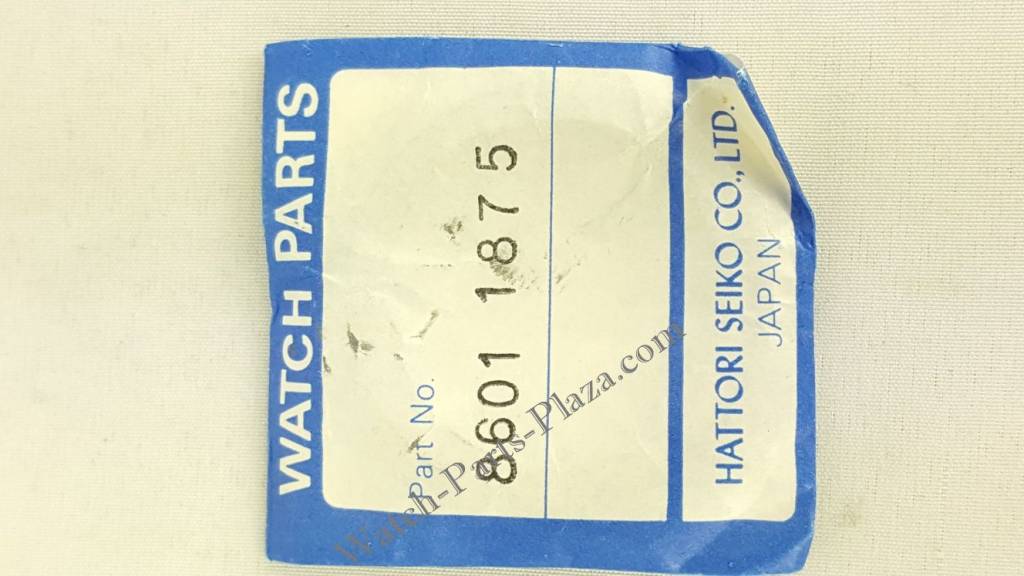 WATCH PARTS
Part No.
8601 1875
HATTORI SEIKO CO., LTD.
JAPAN
Watch-Parts-Plaza.com